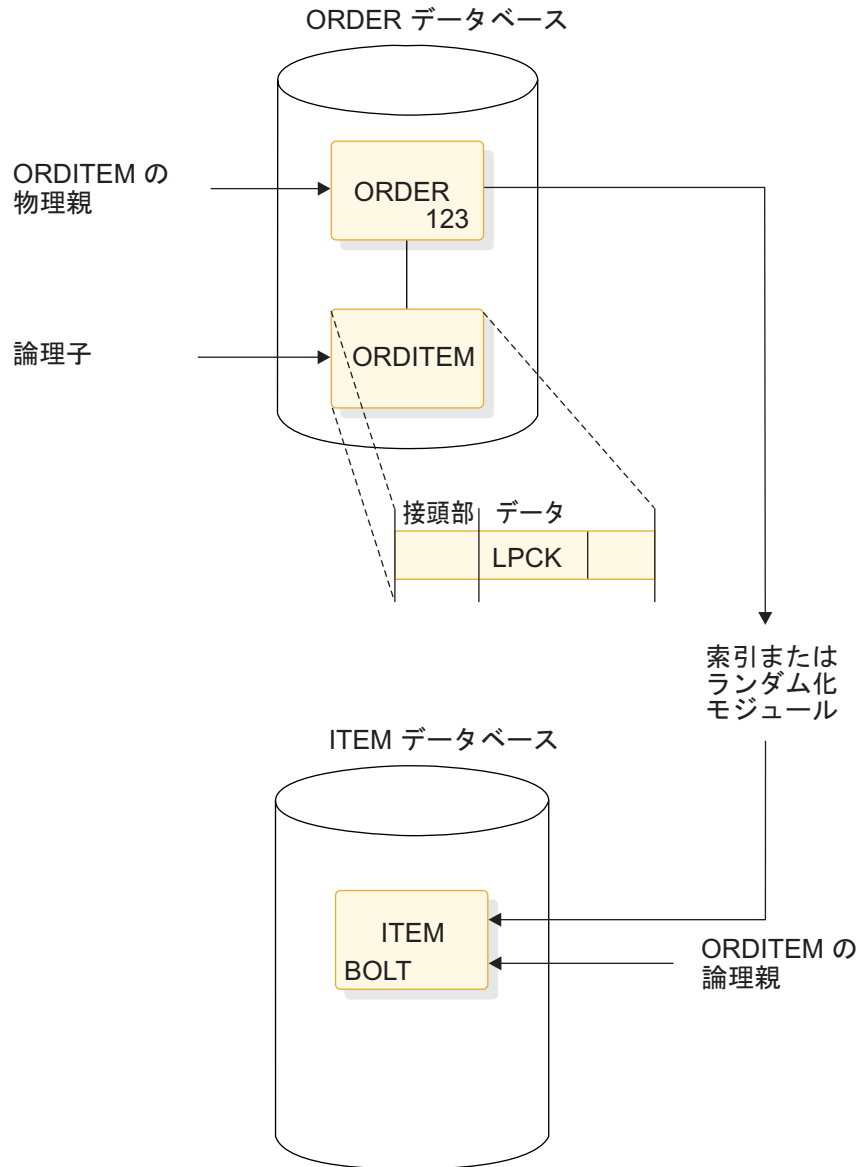 ORDER データベース
ORDITEM の
物理親
ORDER
123
論理子
ORDITEM
接頭部
データ
LPCK
索引または
ランダム化
モジュール
ITEM データベース
ITEM
BOLT
ORDITEM の
論理親